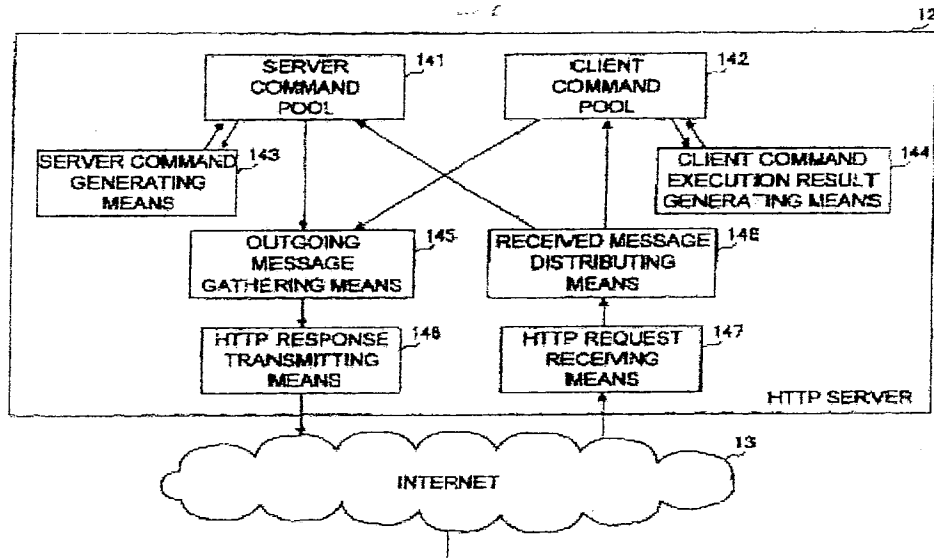 12
SERVER
COMMAND
POOL
141
CLIENT
COMMAND
POOL
142
SERVER COMMAND
GENERATING
MEANS
143
CLIENT COMMAND
EXECUTION RESULT
GENERATING MEANS
144
OUTGOING
MESSAGE
GATHERING MEANS
145
RECEIVED MESSAGE
DISTRIBUTING
MEANS
148
HTTP RESPONSE
TRANSMITTING
MEANS
146
HTTP REQUEST
RECEIVING
MEANS
147
HTTP SERVER
INTERNET
13